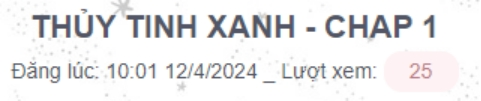 THỦY TINH XANH - CHAP 1
Đăng lúc: 10:01 12/4/2024 _ Lượt xem: 25